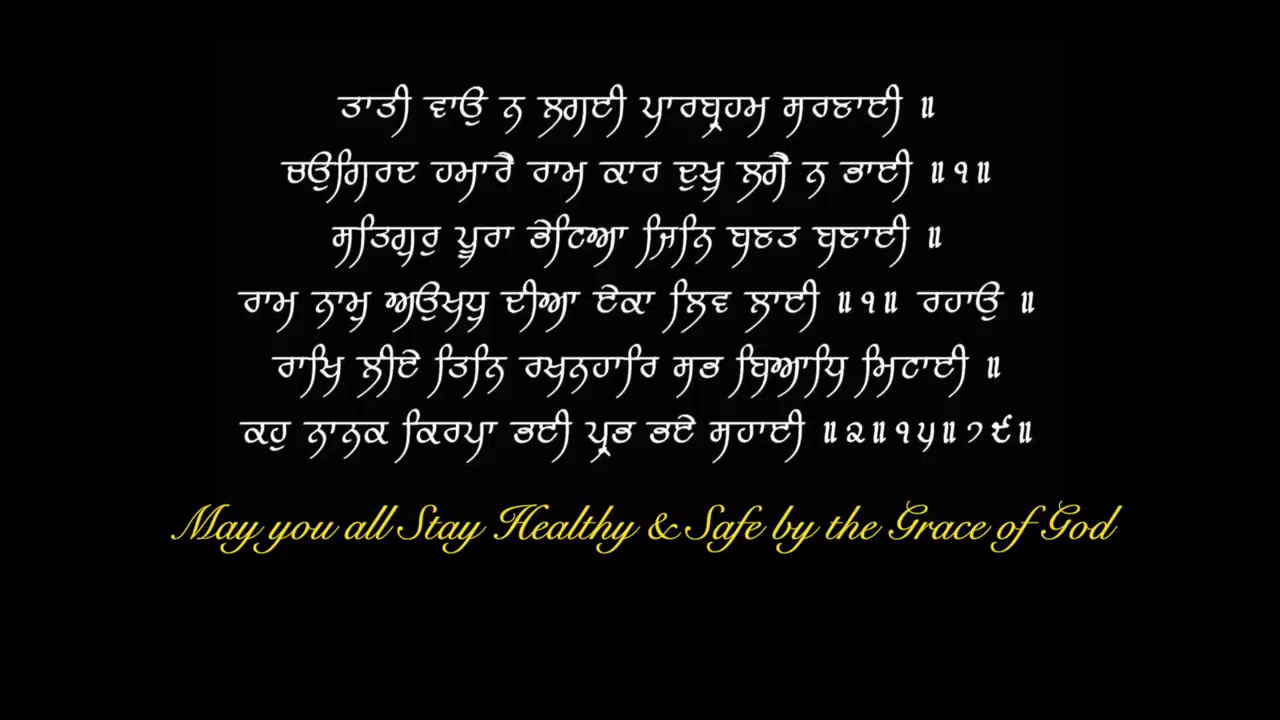 ਤਾਤੀ ਵਾਉ ਨ ਲਗਈ ਪਾਰਬ੍ਰਹਮ ਸਰਣਾਈ ॥
ਚਉਗਿਰਦ ਹਮਾਰੈ ਰਾਮ ਕਾਰ ਦੁਖੁ ਲਗੈ ਨ ਭਾਈ ॥੧॥
ਸਤਿਗੁਰੁ ਪੂਰਾ ਭੇਟਿਆ ਜਿਨਿ ਬਣਤ ਬਣਾਈ ॥
ਰਾਮ ਨਾਮੁ ਅਉਖਧੁ ਦੀਆ ਏਕਾ ਲਿਵ ਲਾਈ ॥੧॥ ਰਹਾਉ ॥
ਰਾਖਿ ਲੀਏ ਤਿਨਿ ਰਖਨਹਾਰਿ ਸਭ ਬਿਆਧਿ ਮਿਟਾਈ ॥
ਕਹੁ ਨਾਨਕ ਕਿਰਪਾ ਭਈ ਪ੍ਰਭ ਭਏ ਸਹਾਈ ॥੨॥੧੫॥੭੯॥
May you all Stay Healthy & Safe by the Grace of God